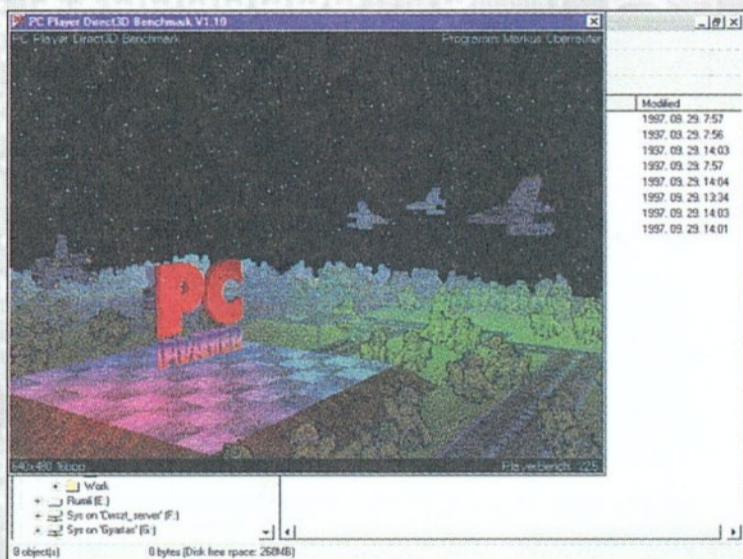 PC Player Direct3D Benchmark V1.10
PC Player Direct3D Benchmark
Programm: Markus Oberreuter
Modified
1997. 09. 29. 7:57
1997. 09. 29. 7:56
1997. 09. 29. 14:03
1997. 09. 29. 7:57
1997. 09. 29. 14:04
1997. 09. 29. 13:34
1997. 09. 29. 14:03
1997. 09. 29. 14:01
PC
PLAYER
640x480 16bpp
PlayerBench: 225
Work
(E:)
Sys on (F:)
Sys on 'Gyartas' (G:)
0 object(s)
0 bytes (Disk free space: 268MB)